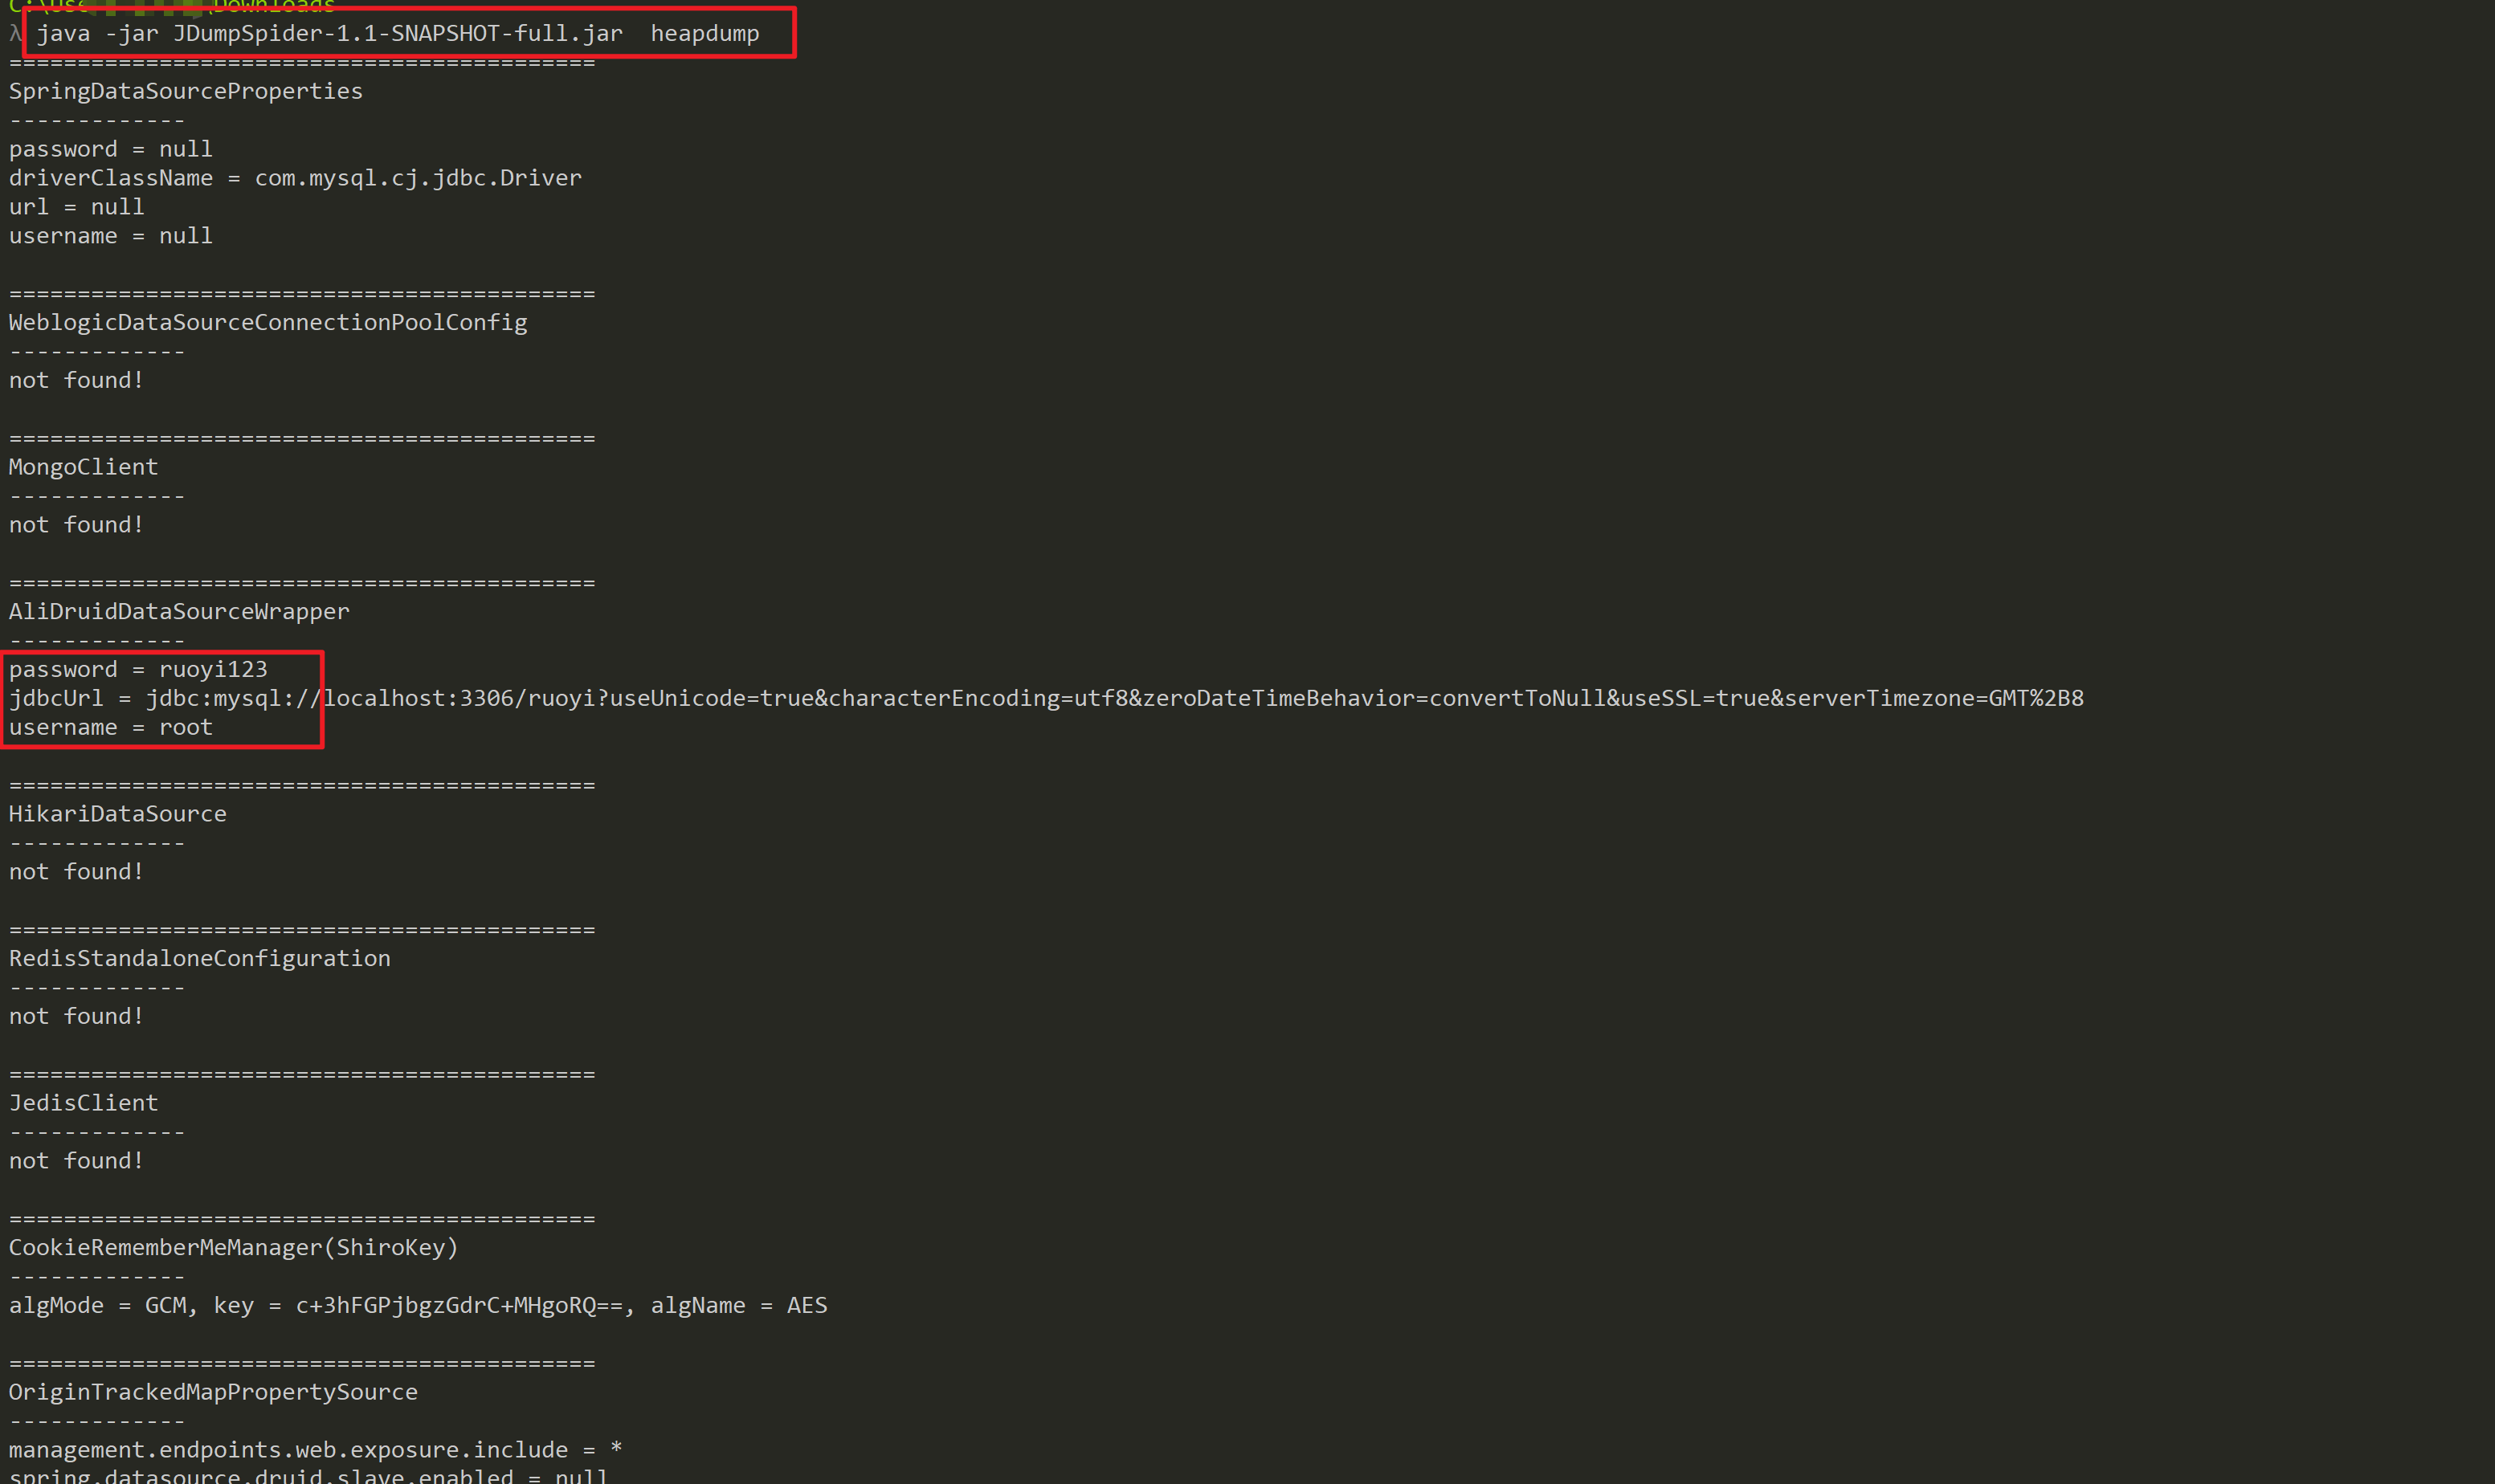 \Downloads
λ java -jar JDumpSpider-1.1-SNAPSHOT-full.jar  heapdump
===========================================
SpringDataSourceProperties
-------------
password = null
driverClassName = com.mysql.cj.jdbc.Driver
url = null
username = null
===========================================
WeblogicDataSourceConnectionPoolConfig
-------------
not found!
===========================================
MongoClient
-------------
not found!
===========================================
AliDruidDataSourceWrapper
-------------
password = ruoyi123
jdbcUrl = jdbc:mysql://localhost:3306/ruoyi?useUnicode=true&characterEncoding=utf8&zeroDateTimeBehavior=convertToNull&useSSL=true&serverTimezone=GMT%2B8
username = root
===========================================
HikariDataSource
-------------
not found!
===========================================
RedisStandaloneConfiguration
-------------
not found!
===========================================
JedisClient
-------------
not found!
===========================================
CookieRememberMeManager(ShiroKey)
-------------
algMode = GCM, key = c+3hFGPjbgzGdrC+MHgoRQ==, algName = AES
===========================================
OriginTrackedMapPropertySource
-------------
management.endpoints.web.exposure.include = *
spring.datasource.druid.slave.enabled = null